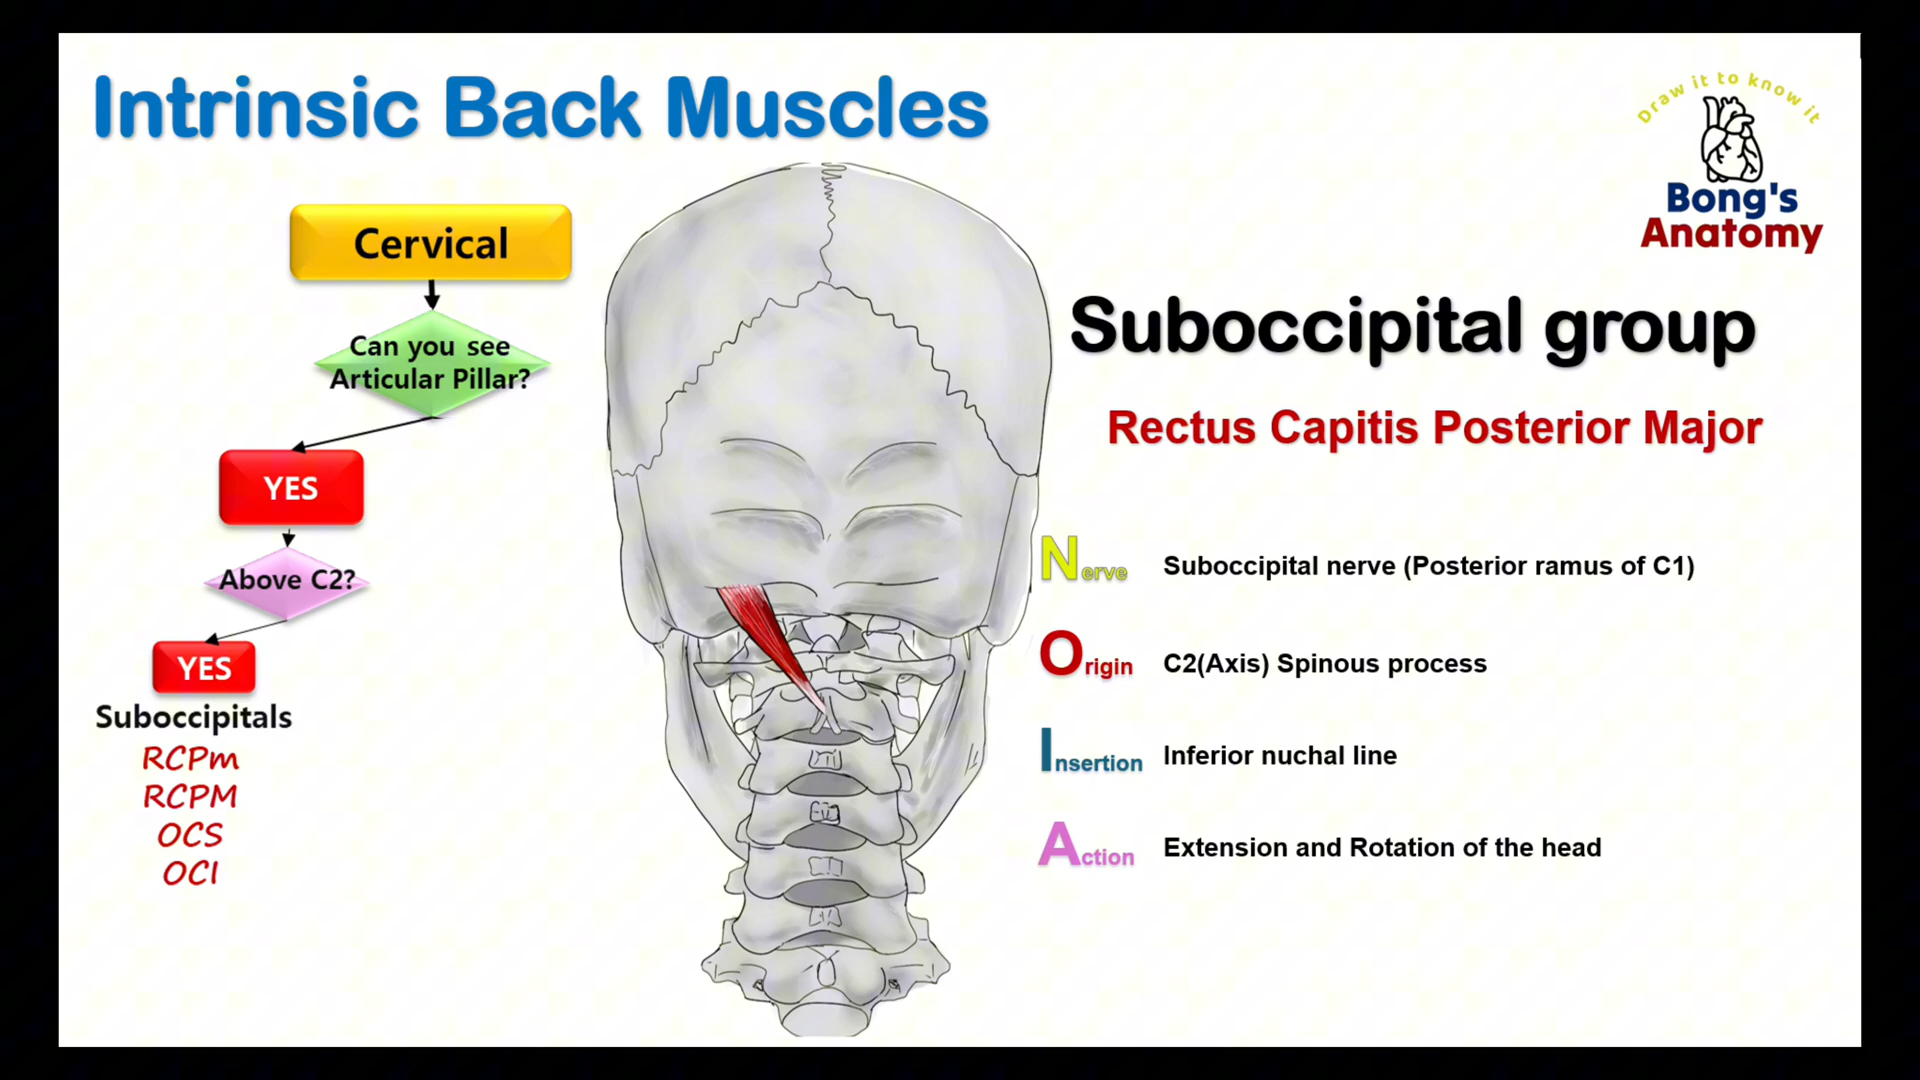 Intrinsic Back Muscles
Draw it to know it
Bong's
Anatomy
Cervical
Can you see
Articular Pillar?
YES
Above C2?
YES
Suboccipitals
RCPm
RCPM
OCS
OCI
Suboccipital group
Rectus Capitis Posterior Major
Nerve Suboccipital nerve (Posterior ramus of C1)
Origin C2(Axis) Spinous process
Insertion Inferior nuchal line
Action Extension and Rotation of the head